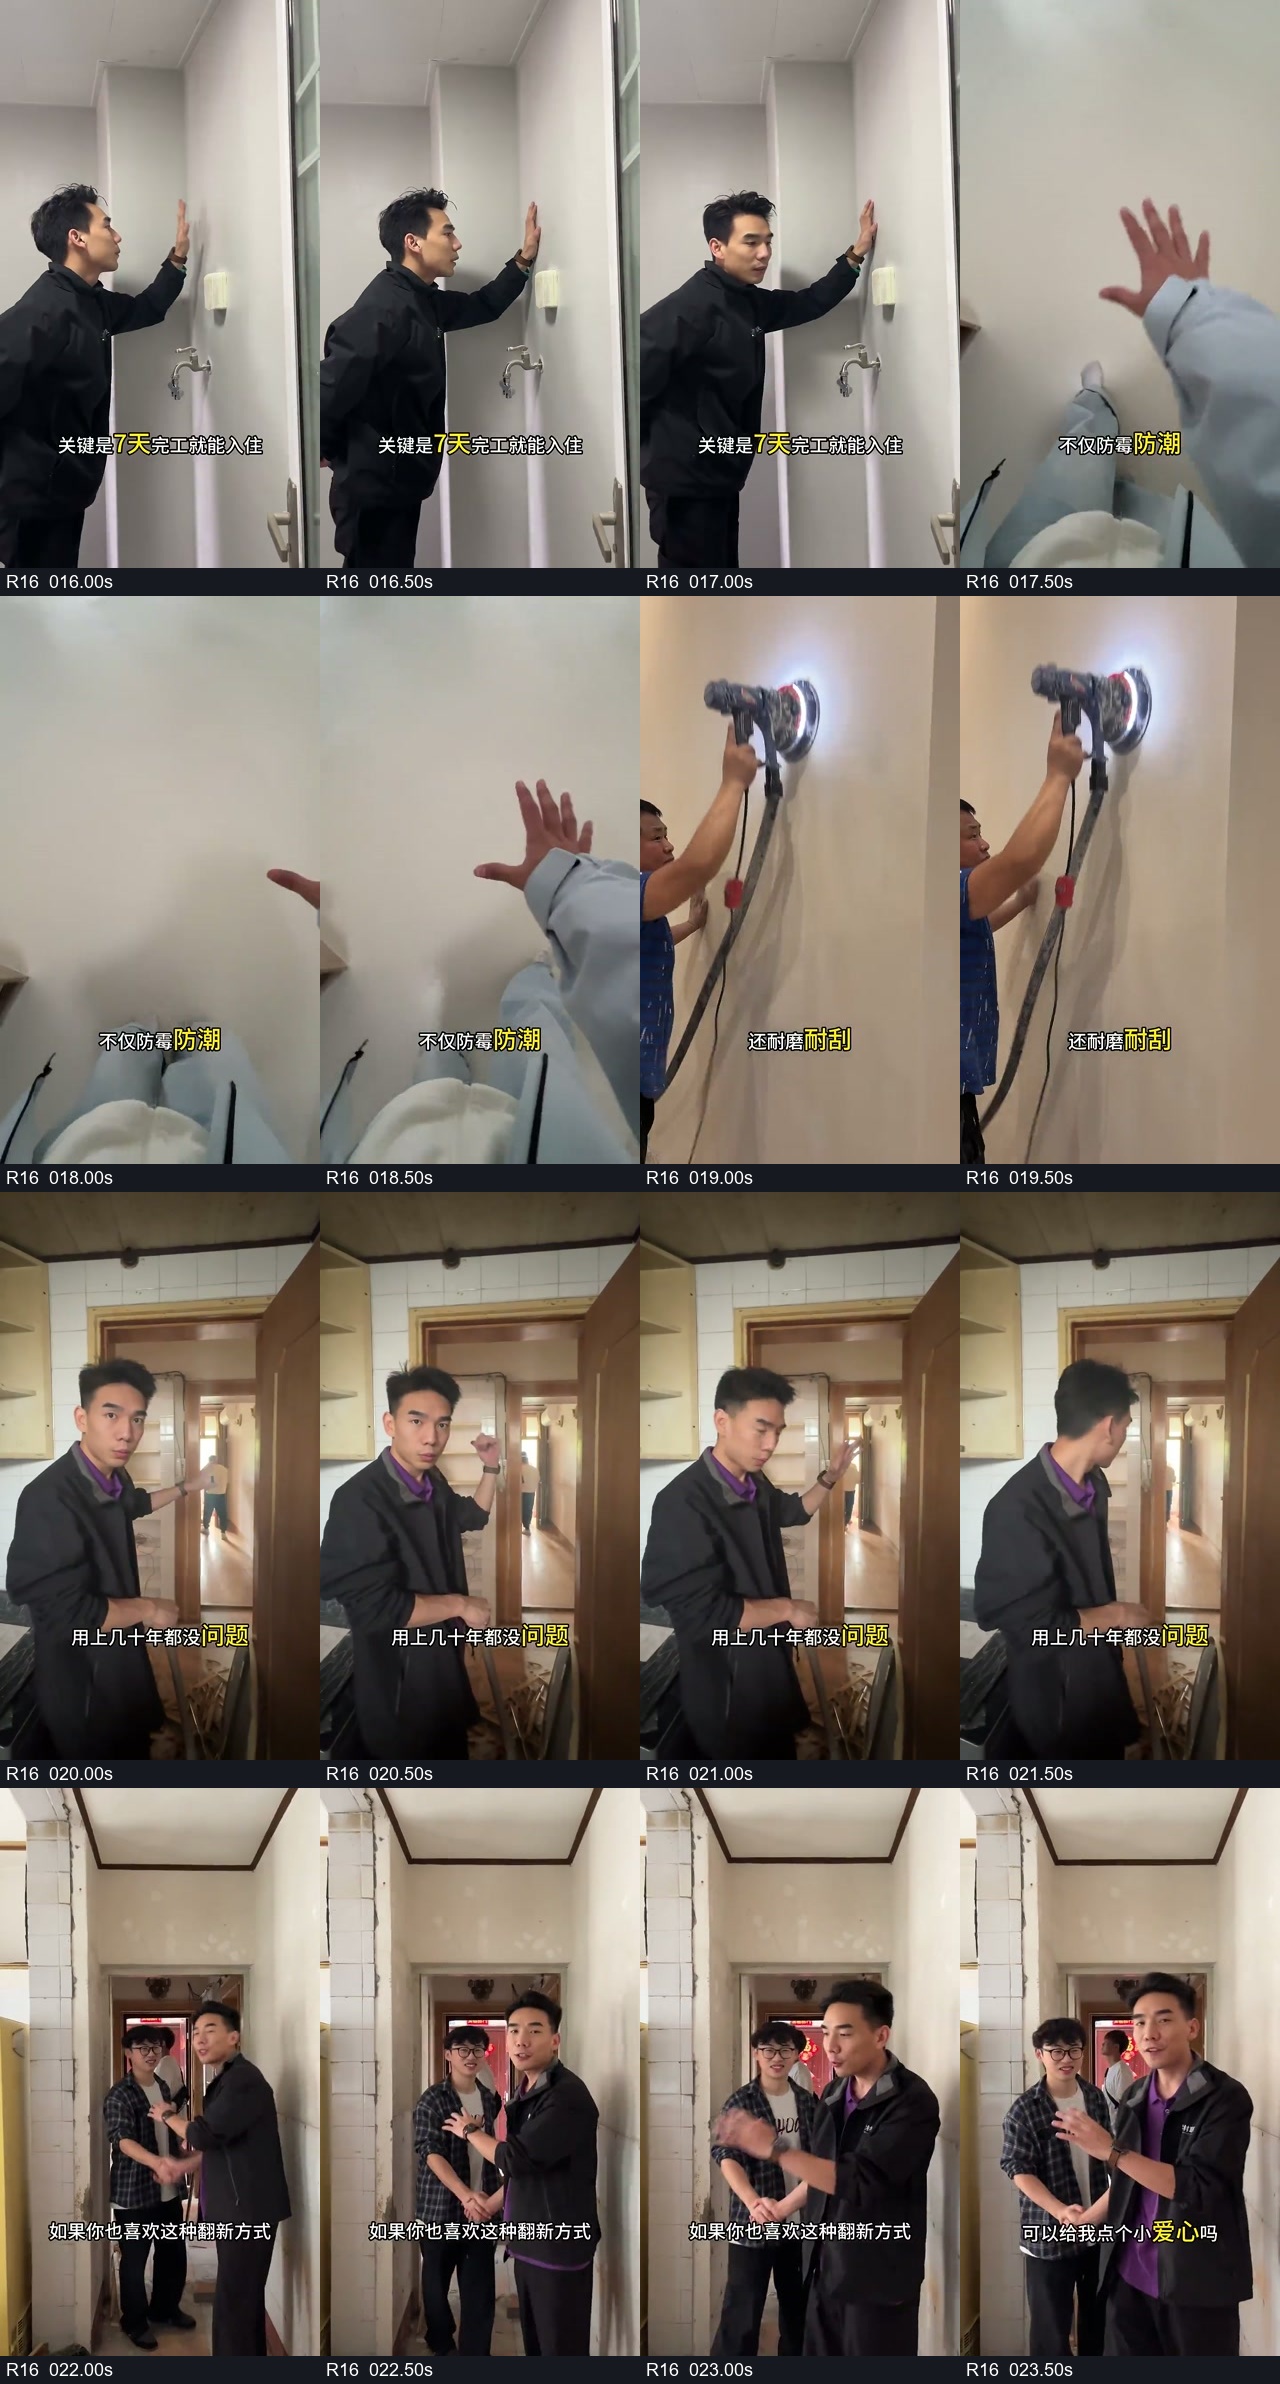 关键是7天完工就能入住
关键是7天完工就能入住
关键是7天完工就能入住
不仅防霉防潮
R16 016.00s
R16 016.50s
R16 017.00s
R16 017.50s
不仅防霉防潮
不仅防霉防潮
还耐磨耐刮
还耐磨耐刮
R16 018.00s
R16 018.50s
R16 019.00s
R16 019.50s
用上几十年都没问题
用上几十年都没问题
用上几十年都没问题
用上几十年都没问题
R16 020.00s
R16 020.50s
R16 021.00s
R16 021.50s
如果你也喜欢这种翻新方式
如果你也喜欢这种翻新方式
如果你也喜欢这种翻新方式
可以给我点个小爱心吗
R16 022.00s
R16 022.50s
R16 023.00s
R16 023.50s